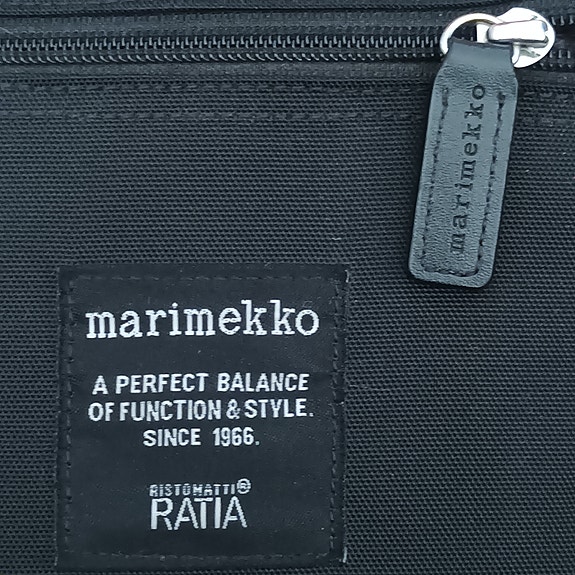 marimekko
marimekko
A PERFECT BALANCE
OF FUNCTION & STYLE.
SINCE 1966.
RISTOMATTI®
RATIA